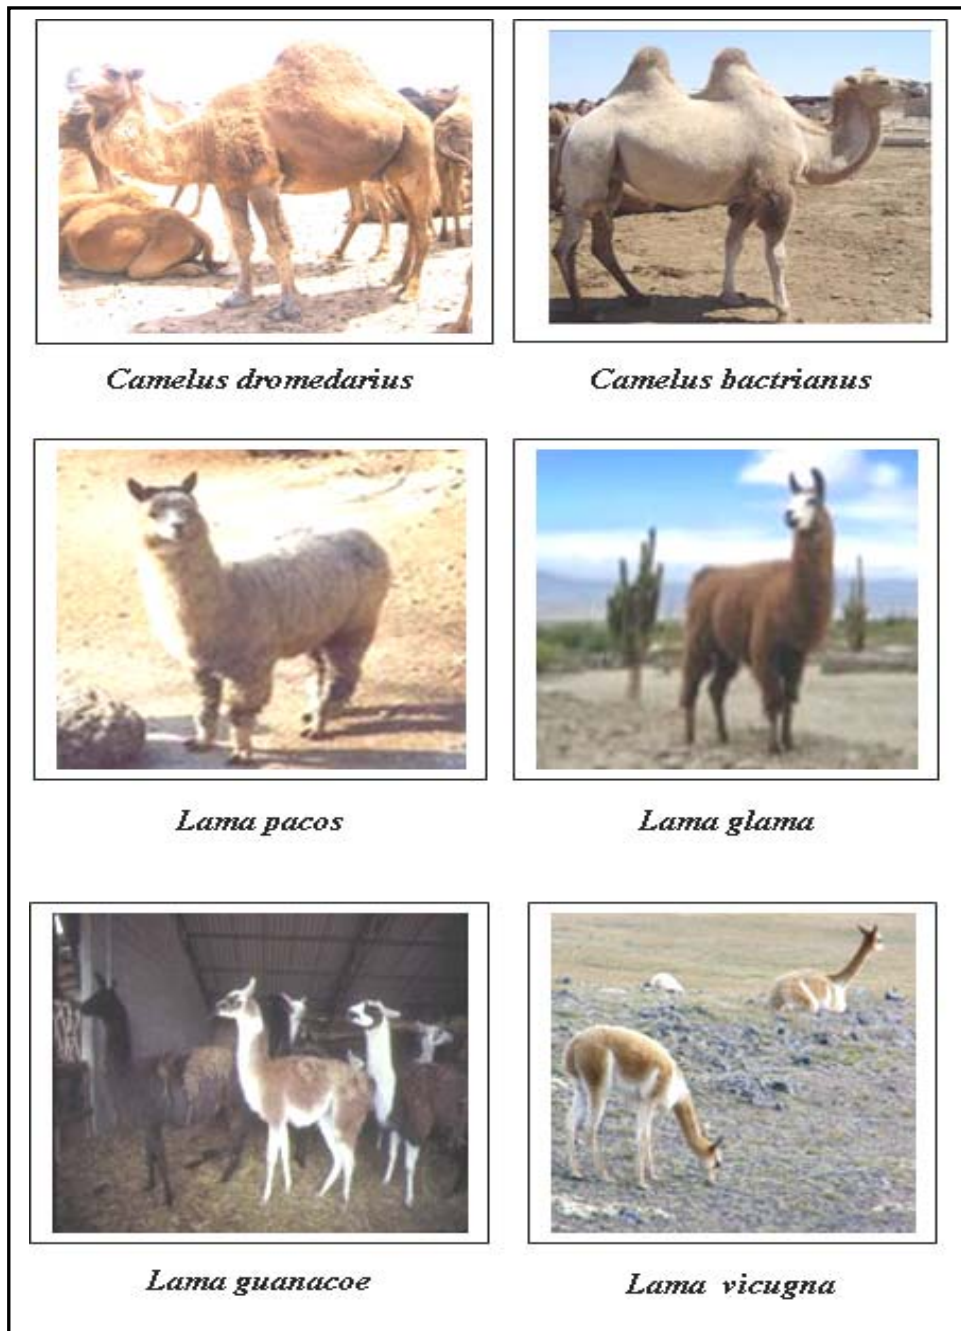 Camelus dromedarius
Camelus bactrianus
Lama pacos
Lama glama
Lama guanacoe
Lama vicugna